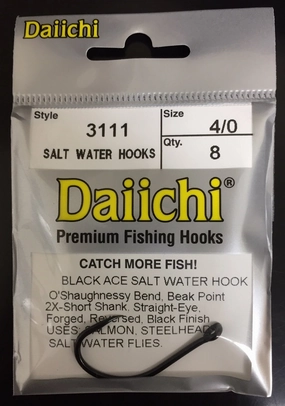 Daiichi
Style
3111
SALT WATER HOOKS
Size
4/0
Qty.
8
Daiichi®
Premium Fishing Hooks
CATCH MORE FISH!
BLACK ACE SALT WATER HOOK
O'Shaughnessy Bend, Beak Point
2X-Short Shank, Straight-Eye,
Forged, Reversed, Black Finish
USES: SALMON, STEELHEAD
SALT WATER FLIES.